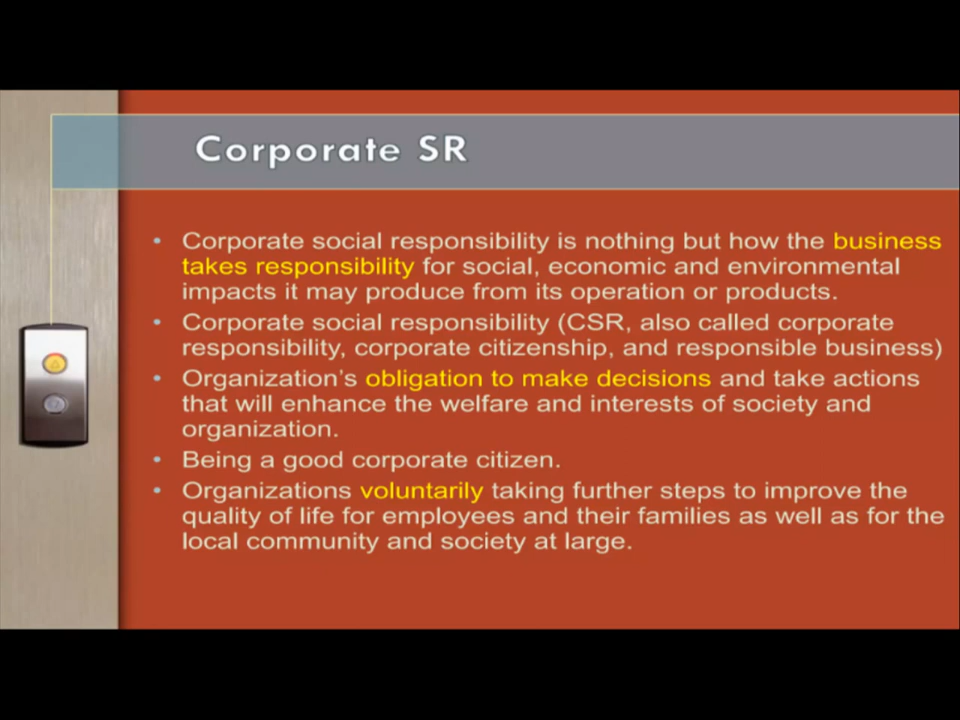 Corporate SR
• Corporate social responsibility is nothing but how the business
takes responsibility for social, economic and environmental
impacts it may produce from its operation or products.
• Corporate social responsibility (CSR, also called corporate
responsibility, corporate citizenship, and responsible business)
• Organization's obligation to make decisions and take actions
that will enhance the welfare and interests of society and
organization.
• Being a good corporate citizen.
• Organizations voluntarily taking further steps to improve the
quality of life for employees and their families as well as for the
local community and society at large.